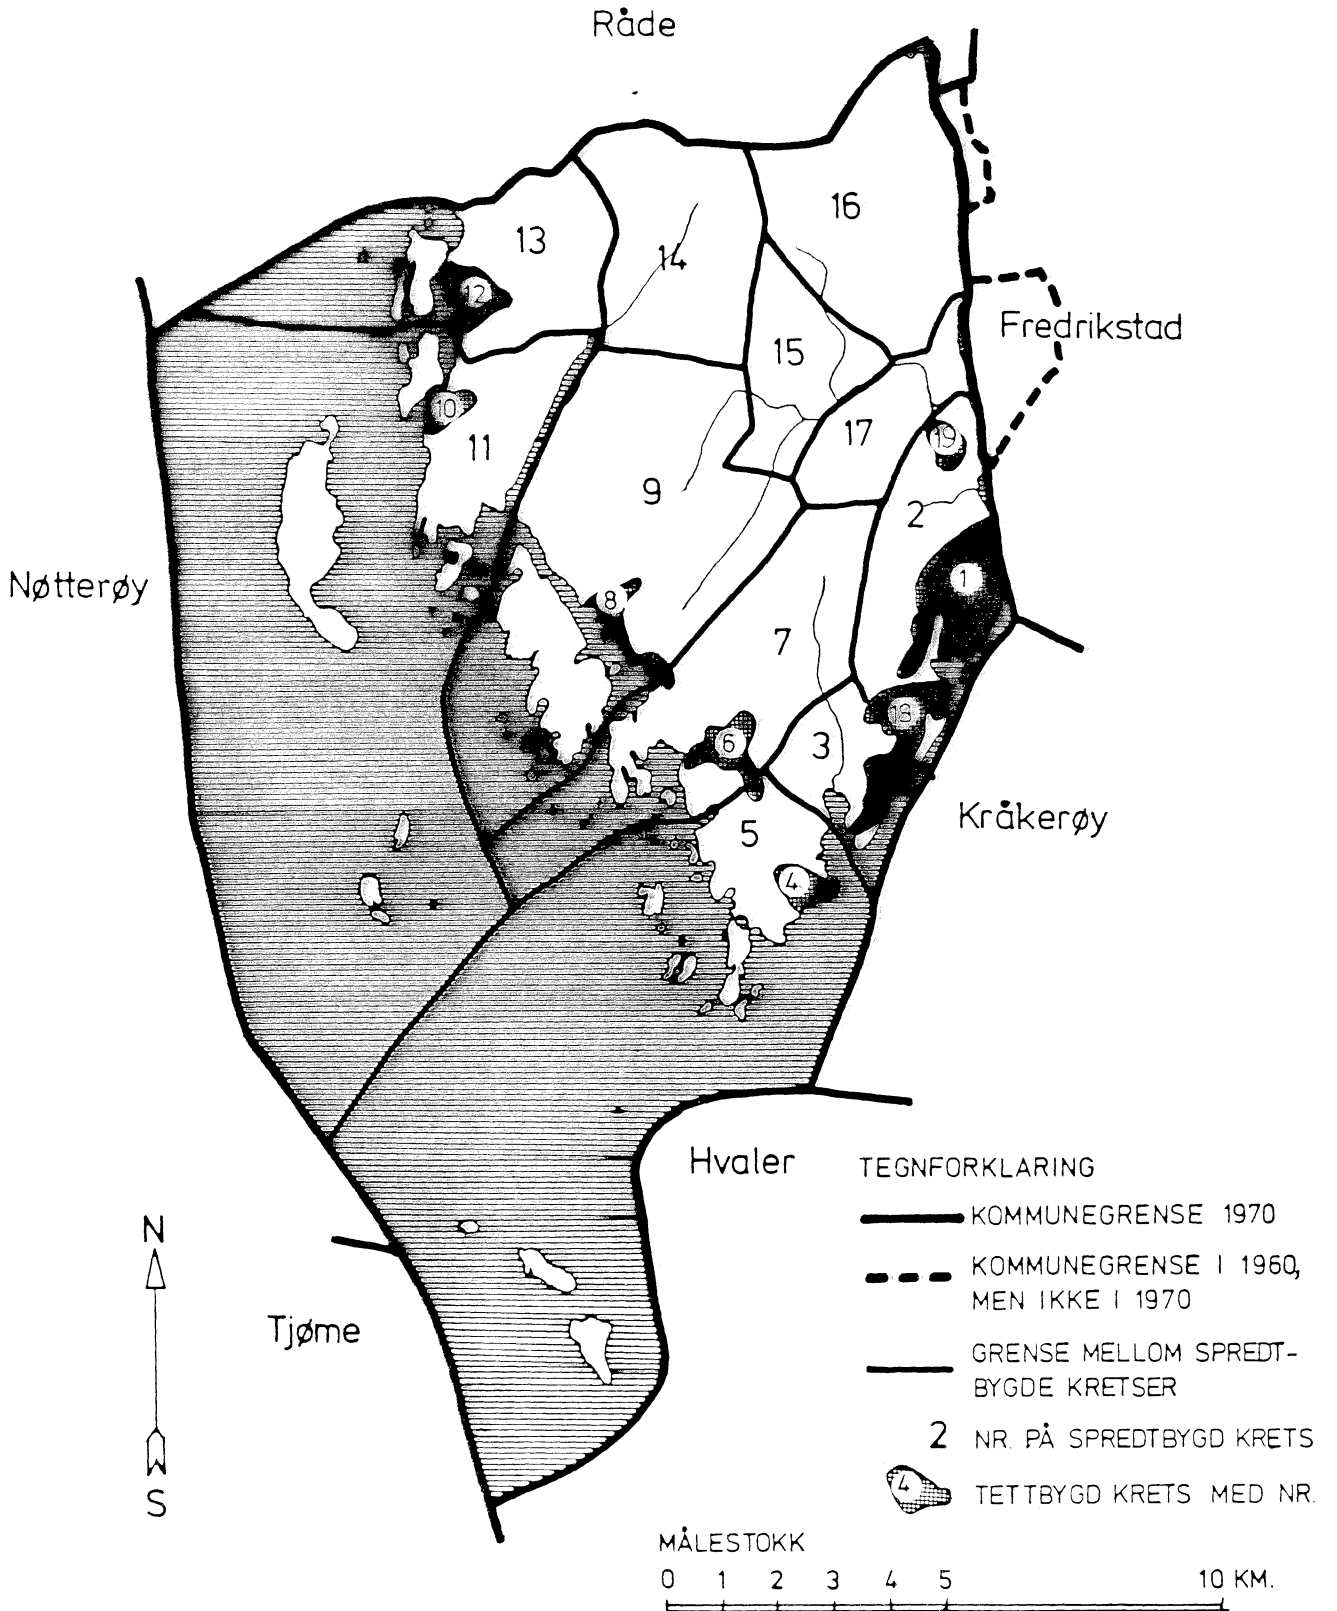 Råde
16
13
14
12
Fredrikstad
15
10
17
19
11
9
2
Nøtterøy
1
8
7
18
6
3
Kråkerøy
5
4
Hvaler
TEGNFORKLARING
KOMMUNEGRENSE 1970
N
KOMMUNEGRENSE I 1960,
MEN IKKE I 1970
Tjøme
GRENSE MELLOM SPREDT-
BYGDE KRETSER
2 NR. PÅ SPREDTBYGD KRETS
4 TETTBYGD KRETS MED NR.
S
MÅLESTOKK
0 1 2 3 4 5 10 KM.